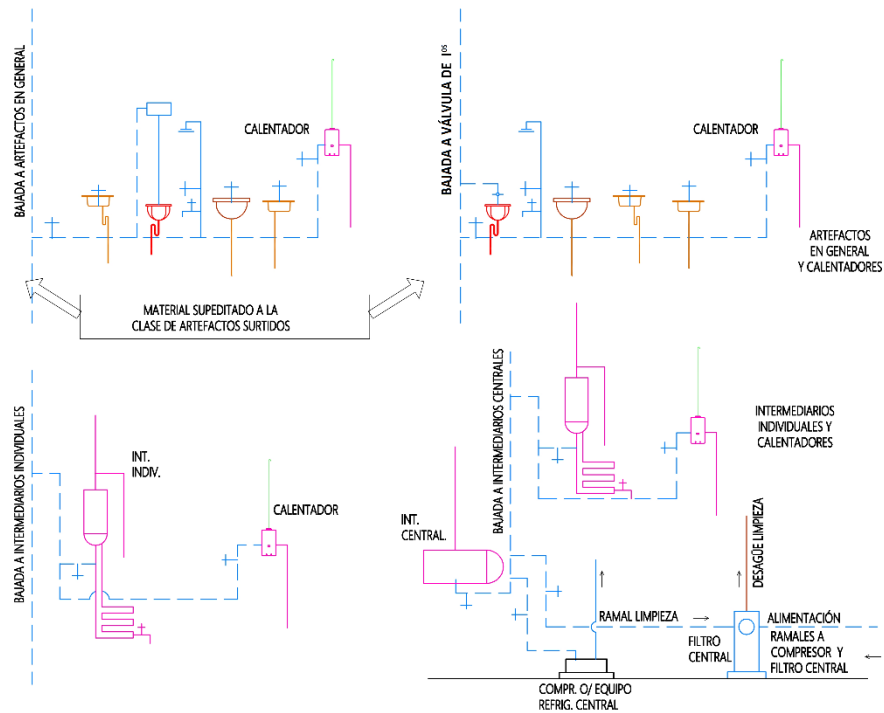 BAJADA A ARTEFACTOS EN GENERAL
CALENTADOR
MATERIAL SUPEDITADO A LA
CLASE DE ARTEFACTOS SURTIDOS
BAJADA A VÁLVULA DE Iᵒˢ
CALENTADOR
ARTEFACTOS
EN GENERAL
Y CALENTADORES
BAJADA A INTERMEDIARIOS INDIVIDUALES
INT.
INDIV.
CALENTADOR
BAJADA A INTERMEDIARIOS CENTRALES
INTERMEDIARIOS
INDIVIDUALES Y
CALENTADORES
INT.
CENTRAL.
DESAGÜE LIMPIEZA
RAMAL LIMPIEZA
FILTRO
CENTRAL
ALIMENTACIÓN
RAMALES A
COMPRESOR Y
FILTRO CENTRAL
COMPR. O/ EQUIPO
REFRIG. CENTRAL